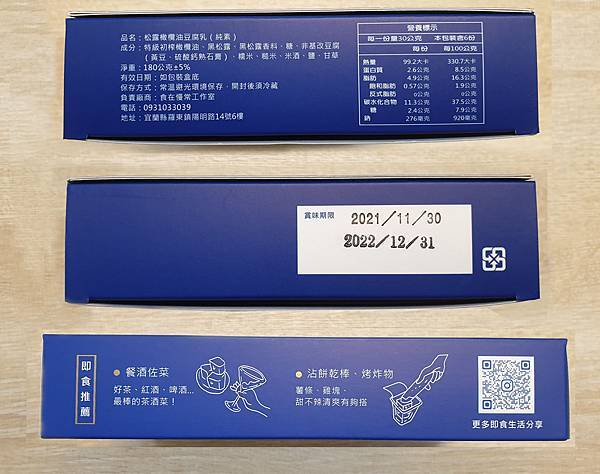 品名：松露橄欖油豆腐乳（純素）
成分：特級初榨橄欖油、黑松露、黑松露香料、糖、非基改豆腐
（黃豆、硫酸鈣熟石膏）、糯米、糙米、米酒、鹽、甘草
淨重：180公克±5%
有效日期：如包裝盒底
保存方式：常溫避光環境保存，開封後須冷藏
負責廠商：食在慢常工作室
電話：0931033039
地址：宜蘭縣羅東鎮陽明路14號6樓
營養標示
每一份量30公克 本包裝含6份
每份 每100公克
熱量 99.2大卡 330.7大卡
蛋白質 2.6公克 8.5公克
脂肪 4.9公克 16.3公克
飽和脂肪 0.57公克 1.9公克
反式脂肪 0公克 0公克
碳水化合物 11.3公克 37.5公克
糖 2.4公克 7.9公克
鈉 276毫克 920毫克
賞味期限
2021/11/30
2022/12/31
即食推薦
餐酒佐菜
好茶、紅酒、啤酒...
最棒的茶酒菜！
沾餅乾棒、烤炸物
薯條、雞塊、
甜不辣清爽有夠搭
更多即食生活分享